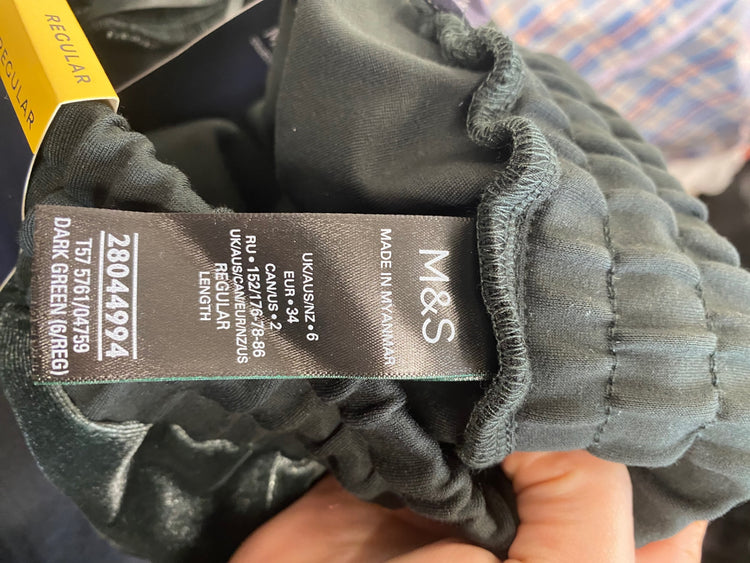 REGULAR
REGULAR
M&S
MADE IN MYANMAR
UK/AUS/NZ • 6
EUR • 34
CAN/US • 2
RU • 152/176-78-86
UK/AUS/CAN/EUR/NZ/US
REGULAR
LENGTH
28044994
T57 5761/04759
DARK GREEN (6/REG)